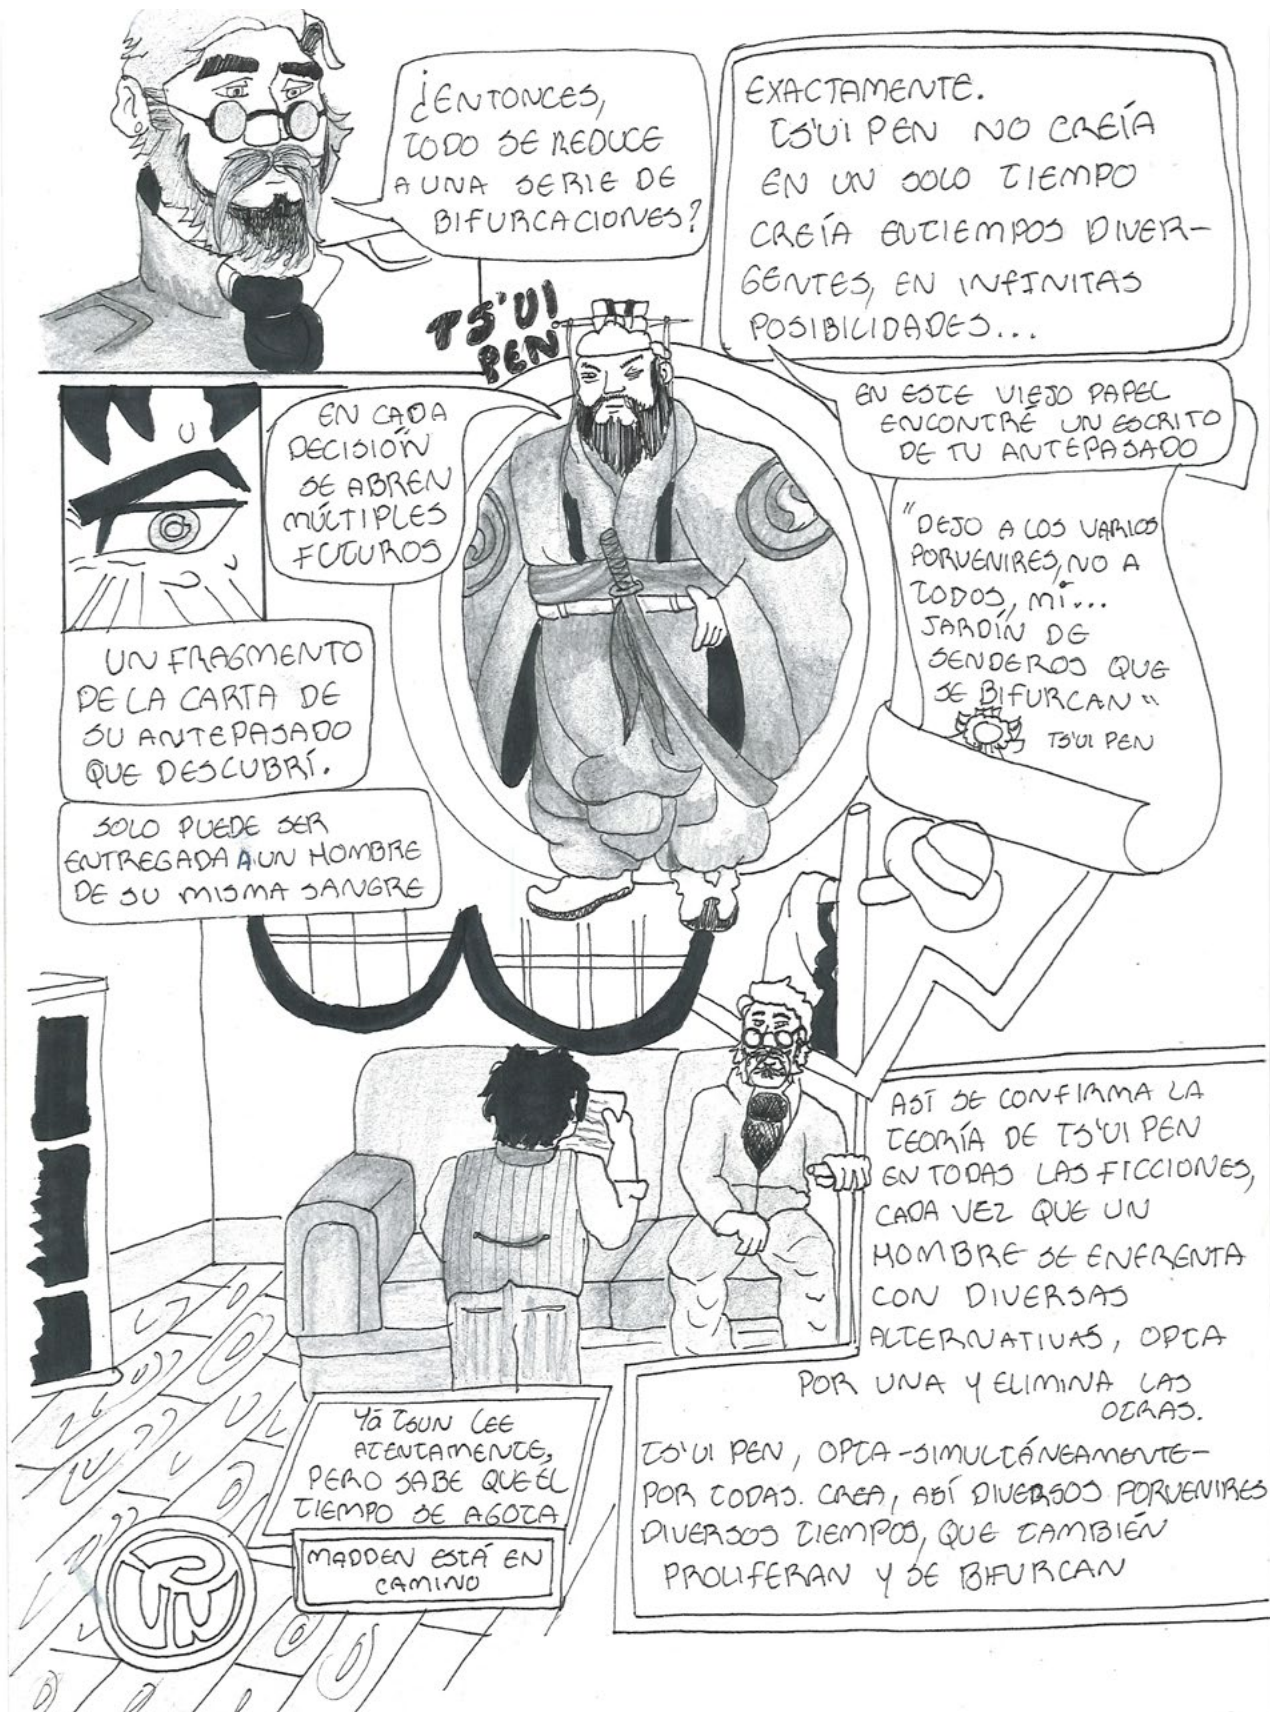 ¿ENTONCES,
TODO SE REDUCE
A UNA SERIE DE
BIFURCACIONES?
EXACTAMENTE.
TS'UI PEN NO CREÍA
EN UN SOLO TIEMPO
CREÍA EN TIEMPOS DIVER-
GENTES, EN INFINITAS
POSIBILIDADES...
TS'UI
PEN
EN ESTE VIEJO PAPEL
ENCONTRÉ UN ESCRITO
DE TU ANTEPASADO
EN CADA
DECISIÓN
SE ABREN
MÚLTIPLES
FUTUROS
"DEJO A LOS VARIOS
PORVENIRES, NO A
TODOS, MÍ...
JARDÍN DE
SENDEROS QUE
SE BIFURCAN"
TS'UI PEN
UN FRAGMENTO
DE LA CARTA DE
SU ANTEPASADO
QUE DESCUBRÍ.
SOLO PUEDE SER
ENTREGADA A UN HOMBRE
DE SU MISMA SANGRE
ASÍ SE CONFIRMA LA
TEORÍA DE TS'UI PEN
EN TODAS LAS FICCIONES,
CADA VEZ QUE UN
HOMBRE SE ENFRENTA
CON DIVERSAS
ALTERNATIVAS, OPTA
POR UNA Y ELIMINA LAS
OTRAS.
TS'UI PEN, OPTA -SIMULTÁNEAMENTE-
POR TODAS. CREA, ASÍ DIVERSOS PORVENIRES
DIVERSOS TIEMPOS, QUE TAMBIÉN
PROLIFERAN Y SE BIFURCAN
Yá TSUN LEE
ATENTAMENTE,
PERO SABE QUE EL
TIEMPO SE AGOTA
MADDEN ESTÁ EN
CAMINO